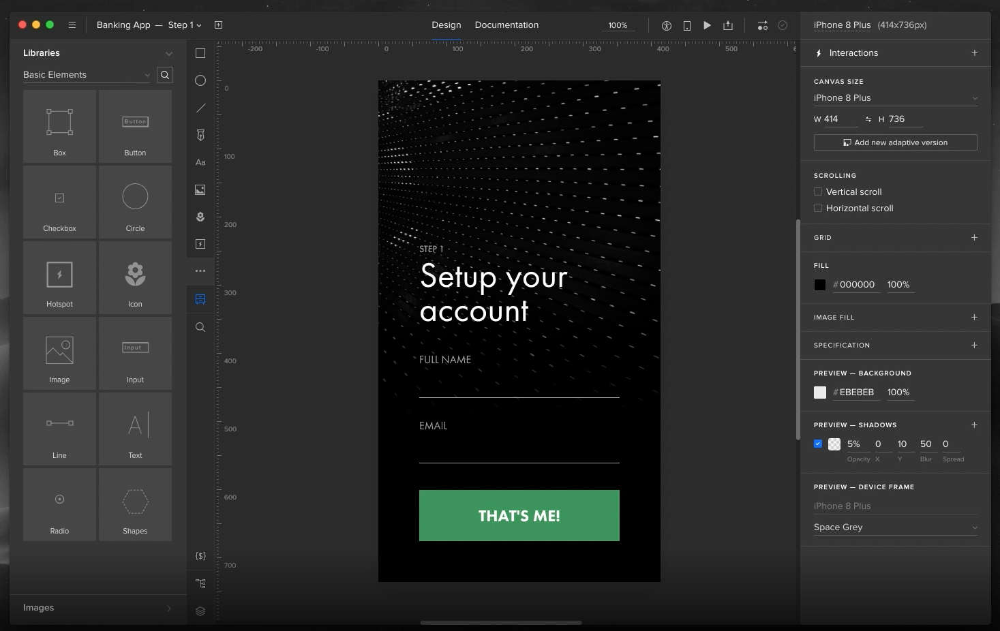 Banking App — Step 1
Design
Documentation
100%
iPhone 8 Plus (414x736px)
Libraries
Basic Elements
Box
Button
Button
Checkbox
Circle
Hotspot
Icon
Image
Input
Input
Line
A
Text
Radio
Shapes
Images
Aa
{$}
-200 -100 0 100 200 300 400 500 6
0
100
200
300
400
500
600
700
STEP 1
Setup your
account
FULL NAME
EMAIL
THAT'S ME!
Interactions
CANVAS SIZE
iPhone 8 Plus
W 414 H 736
Add new adaptive version
SCROLLING
Vertical scroll
Horizontal scroll
GRID
FILL
# 000000 100%
IMAGE FILL
SPECIFICATION
PREVIEW — BACKGROUND
# EBEBEB 100%
PREVIEW — SHADOWS
5% 0 10 50 0
Opacity X Y Blur Spread
PREVIEW — DEVICE FRAME
iPhone 8 Plus
Space Grey